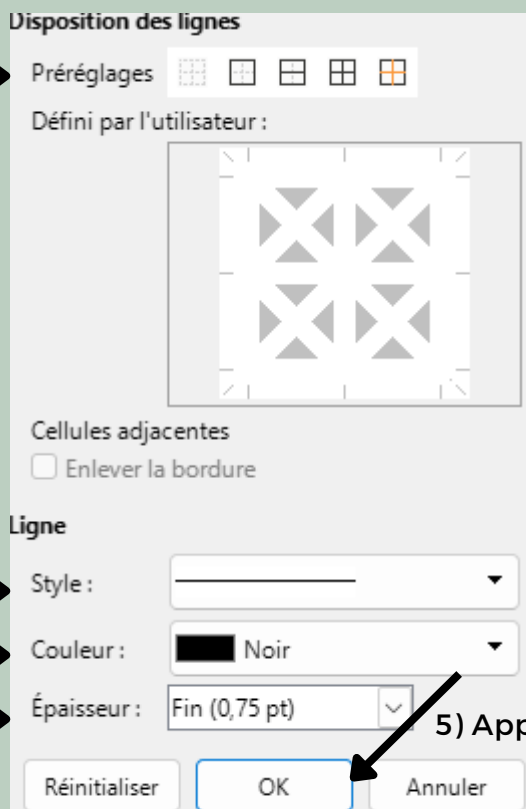 Disposition des lignes
Préréglages
Défini par l'utilisateur :
Cellules adjacentes
Enlever la bordure
Ligne
Style :
Couleur : Noir
Épaisseur : Fin (0,75 pt)
5) App
Réinitialiser OK Annuler